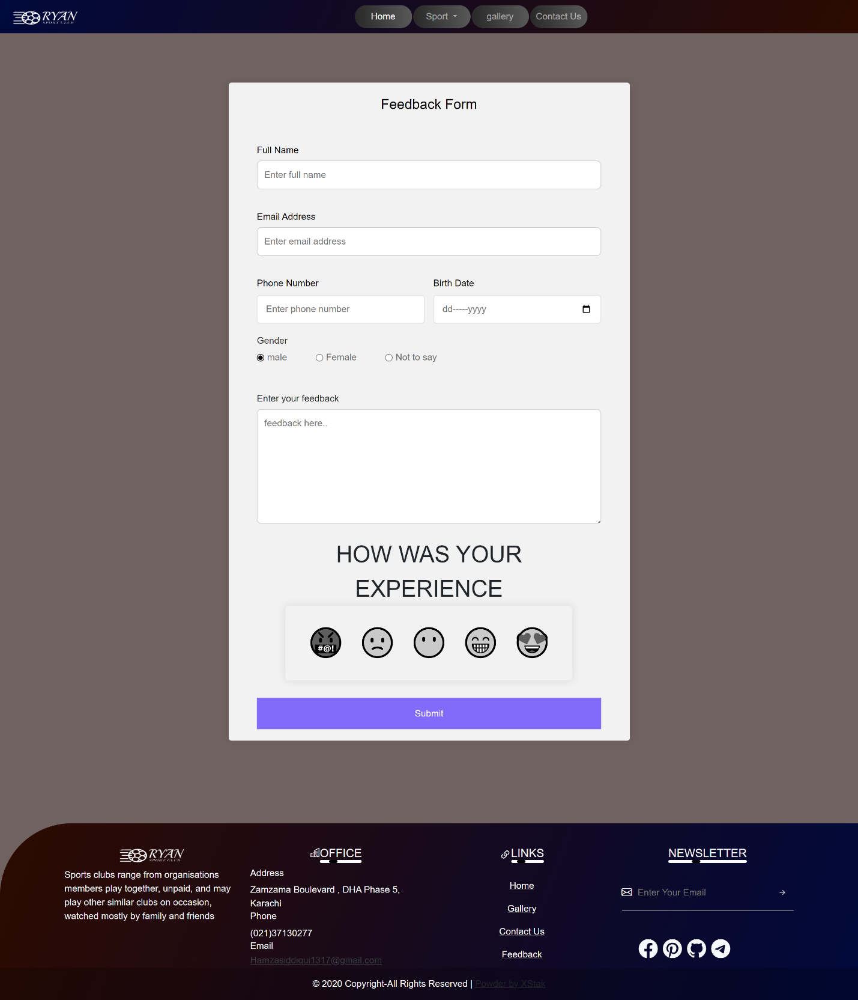 RYAN
SPORT CLUB
Home
Sport
gallery
Contact Us
Feedback Form
Full Name
Enter full name
Email Address
Enter email address
Phone Number
Birth Date
Enter phone number
dd-----yyyy
Gender
male
Female
Not to say
Enter your feedback
feedback here..
HOW WAS YOUR
EXPERIENCE
#@!
Submit
RYAN
SPORT CLUB
Sports clubs range from organisations
members play together, unpaid, and may
play other similar clubs on occasion,
watched mostly by family and friends
OFFICE
Address
Zamzama Boulevard , DHA Phase 5,
Karachi
Phone
(021)37130277
Email
Hamzasiddiqui1317@gmail.com
LINKS
Home
Gallery
Contact Us
Feedback
NEWSLETTER
Enter Your Email
© 2020 Copyright-All Rights Reserved | Powder by XStak